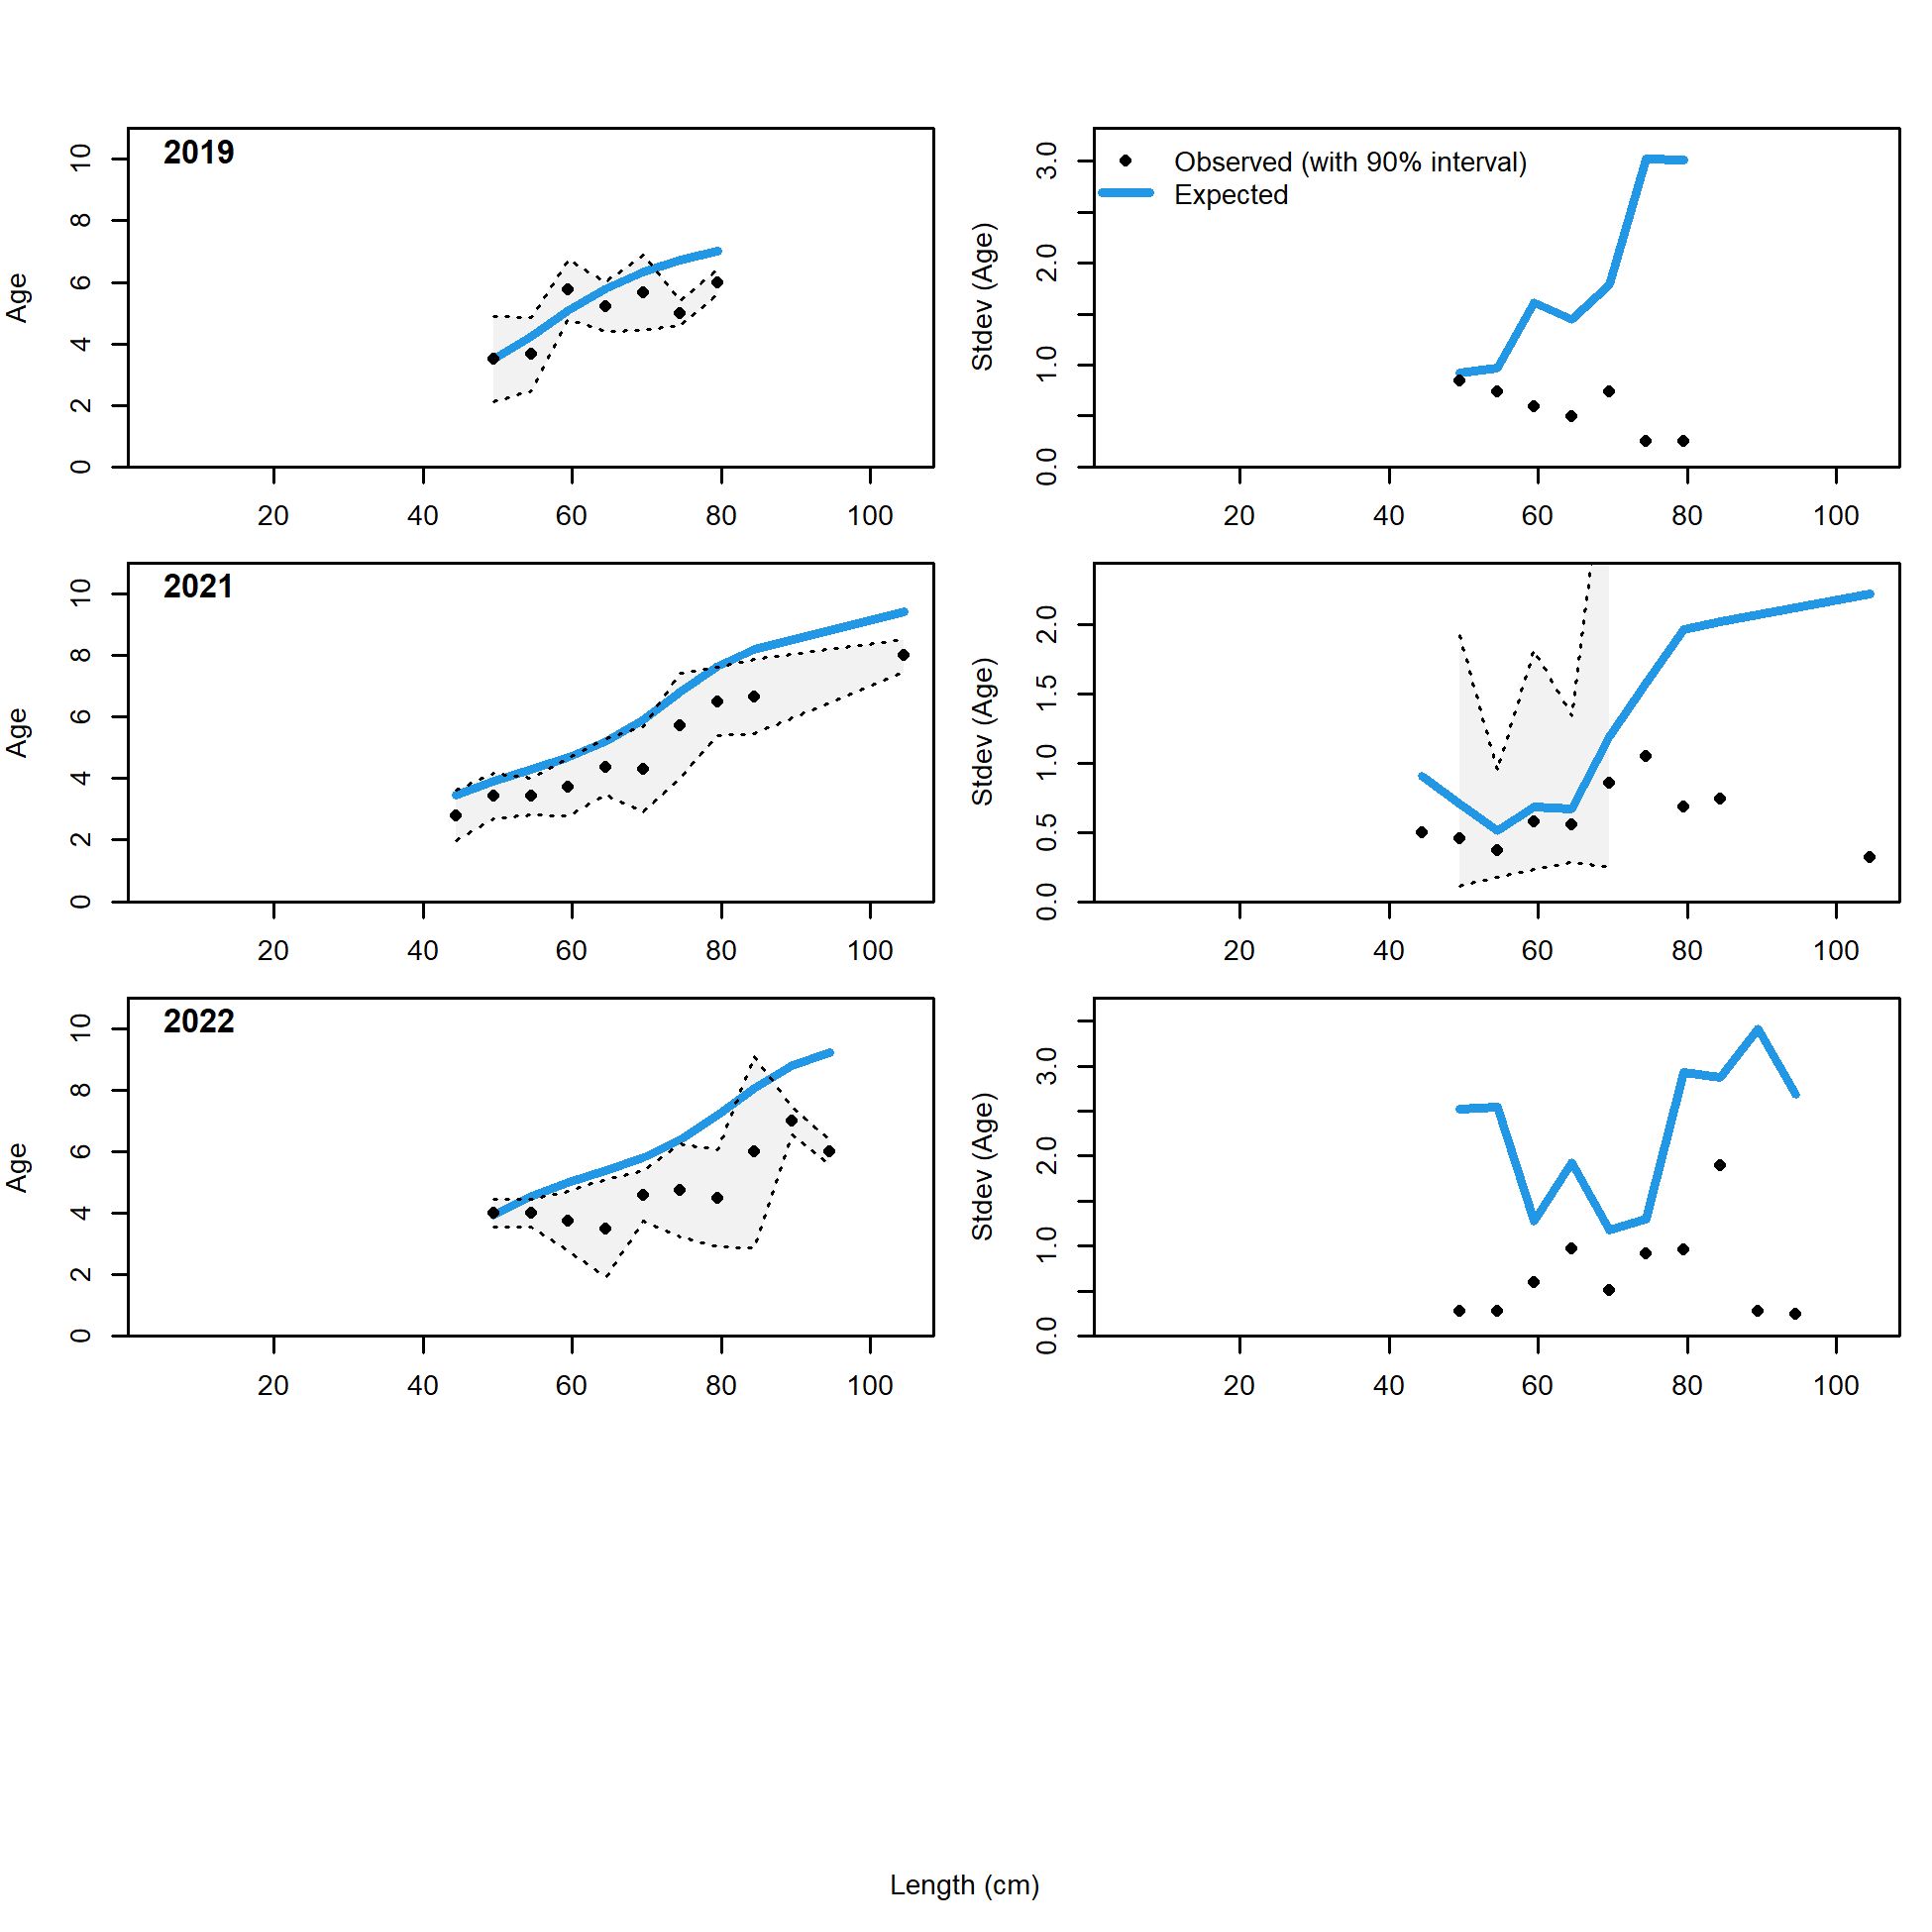 2019
Age
0 2 4 6 8 10
20 40 60 80 100
Observed (with 90% interval)
Expected
Stdev (Age)
0.0 1.0 2.0 3.0
20 40 60 80 100
2021
Age
0 2 4 6 8 10
20 40 60 80 100
Stdev (Age)
0.0 0.5 1.0 1.5 2.0
20 40 60 80 100
2022
Age
0 2 4 6 8 10
20 40 60 80 100
Stdev (Age)
0.0 1.0 2.0 3.0
20 40 60 80 100
Length (cm)